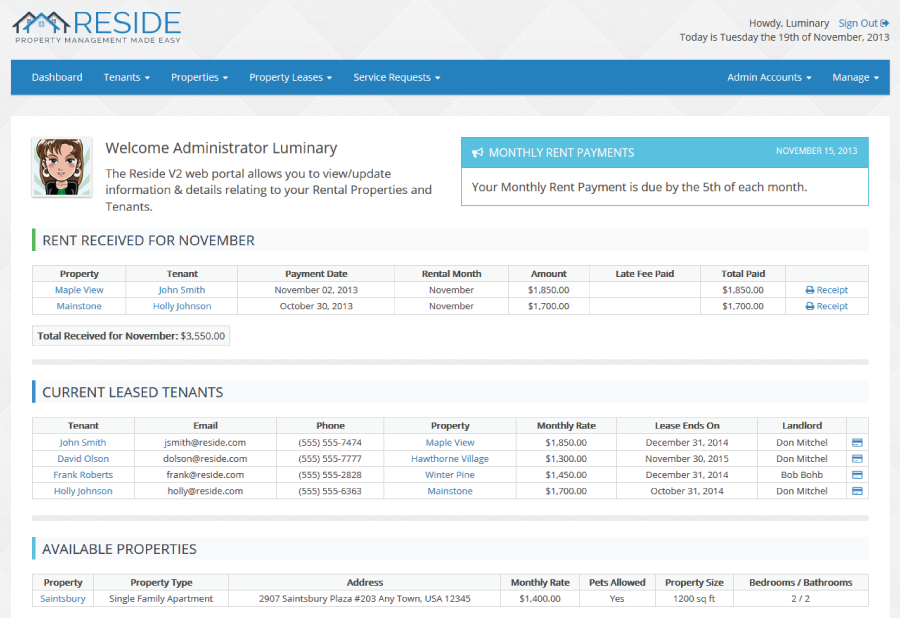 RESIDE
PROPERTY MANAGEMENT MADE EASY
Howdy, Luminary Sign Out
Today is Tuesday the 19th of November, 2013
Dashboard Tenants Properties Property Leases Service Requests Admin Accounts Manage
Welcome Administrator Luminary
The Reside V2 web portal allows you to view/update
information & details relating to your Rental Properties and
Tenants.
MONTHLY RENT PAYMENTS NOVEMBER 15, 2013
Your Monthly Rent Payment is due by the 5th of each month.
RENT RECEIVED FOR NOVEMBER
Property Tenant Payment Date Rental Month Amount Late Fee Paid Total Paid
Maple View John Smith November 02, 2013 November $1,850.00 $1,850.00 Receipt
Mainstone Holly Johnson October 30, 2013 November $1,700.00 $1,700.00 Receipt
Total Received for November: $3,550.00
CURRENT LEASED TENANTS
Tenant Email Phone Property Monthly Rate Lease Ends On Landlord
John Smith jsmith@reside.com (555) 555-7474 Maple View $1,850.00 December 31, 2014 Don Mitchel
David Olson dolson@reside.com (555) 555-7777 Hawthorne Village $1,300.00 November 30, 2015 Don Mitchel
Frank Roberts frank@reside.com (555) 555-2828 Winter Pine $1,450.00 December 31, 2014 Bob Bohb
Holly Johnson holly@reside.com (555) 555-6363 Mainstone $1,700.00 October 31, 2014 Don Mitchel
AVAILABLE PROPERTIES
Property Property Type Address Monthly Rate Pets Allowed Property Size Bedrooms / Bathrooms
Saintsbury Single Family Apartment 2907 Saintsbury Plaza #203 Any Town, USA 12345 $1,400.00 Yes 1200 sq ft 2 / 2